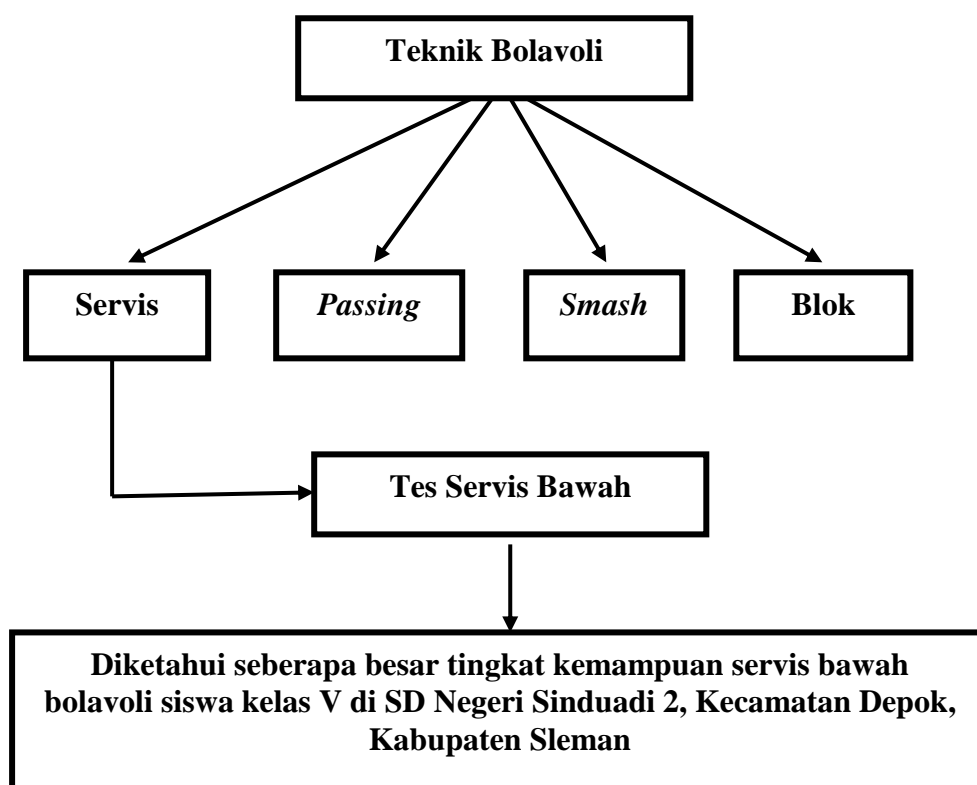 Teknik Bolavoli
Servis
Passing
Smash
Blok
Tes Servis Bawah
Diketahui seberapa besar tingkat kemampuan servis bawah
bolavoli siswa kelas V di SD Negeri Sinduadi 2, Kecamatan Depok,
Kabupaten Sleman